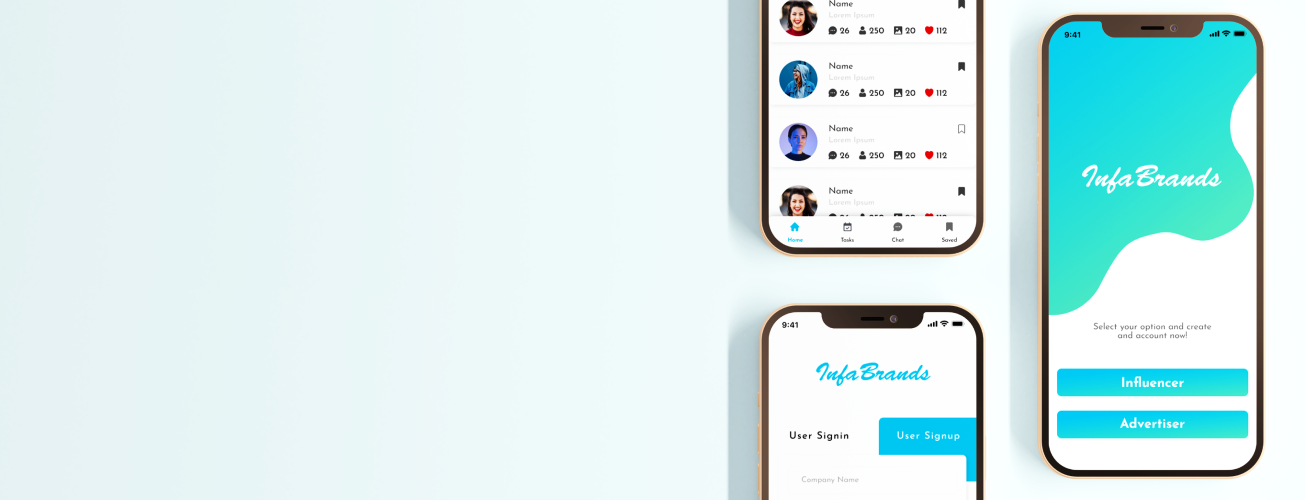 Name
Lorem Ipsum
26 250 20 112
Name
Lorem Ipsum
26 250 20 112
Name
Lorem Ipsum
26 250 20 112
Name
Lorem Ipsum
Home Tasks Chat Saved
9:41
InfaBrands
User Signin User Signup
Company Name
9:41
InfaBrands
Select your option and create
and account now!
Influencer
Advertiser